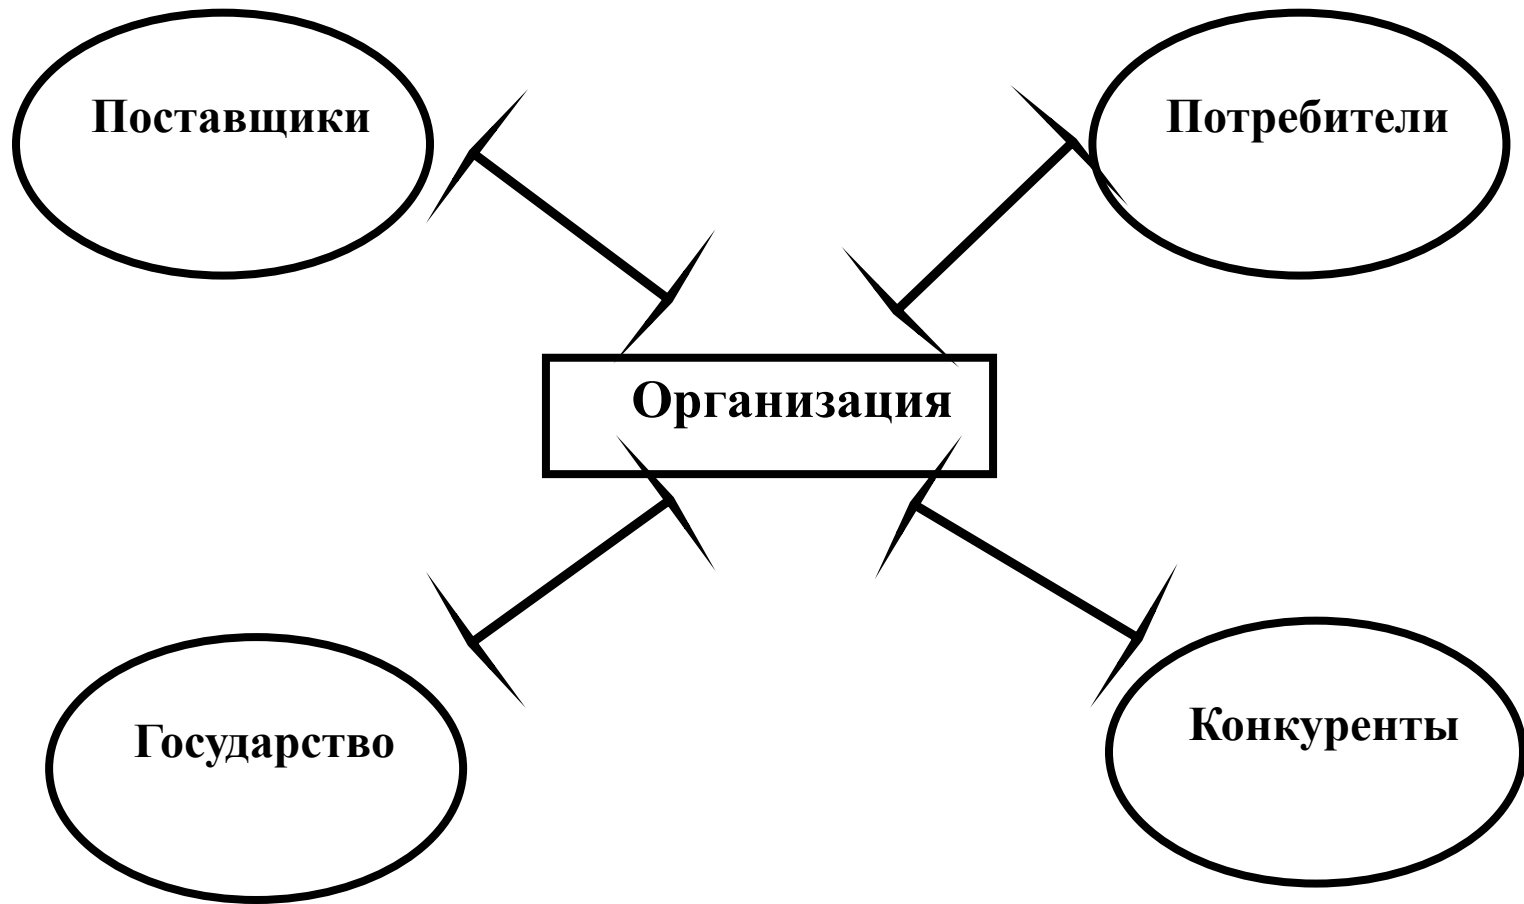 Поставщики
Потребители
Организация
Государство
Конкуренты